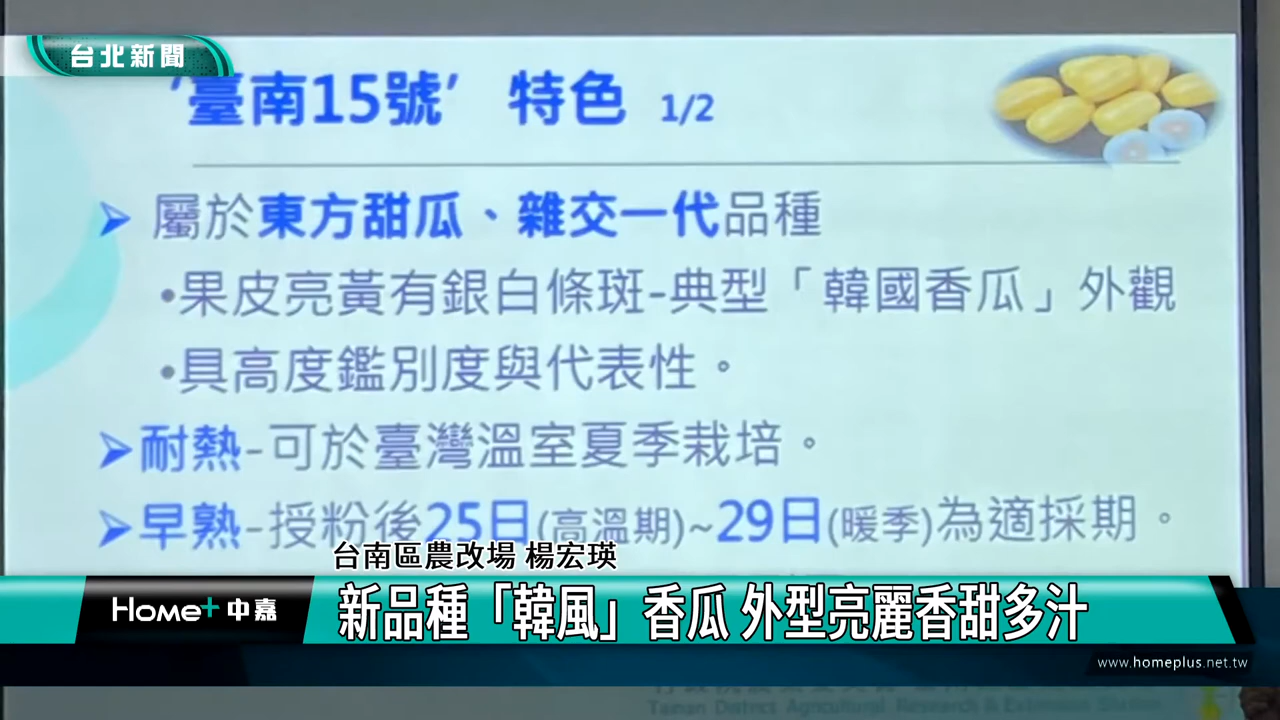 台北新聞
‘臺南15號’ 特色 1/2
➢ 屬於東方甜瓜、雜交一代品種
•果皮亮黃有銀白條斑-典型「韓國香瓜」外觀
•具高度鑑別度與代表性。
➢耐熱-可於臺灣溫室夏季栽培。
➢早熟-授粉後25日(高溫期)~29日(暖季)為適採期。
台南區農改場 楊宏瑛
Home+中嘉
新品種「韓風」香瓜 外型亮麗香甜多汁
www.homeplus.net.tw
Tainan District Agricultural Research & Extension Station